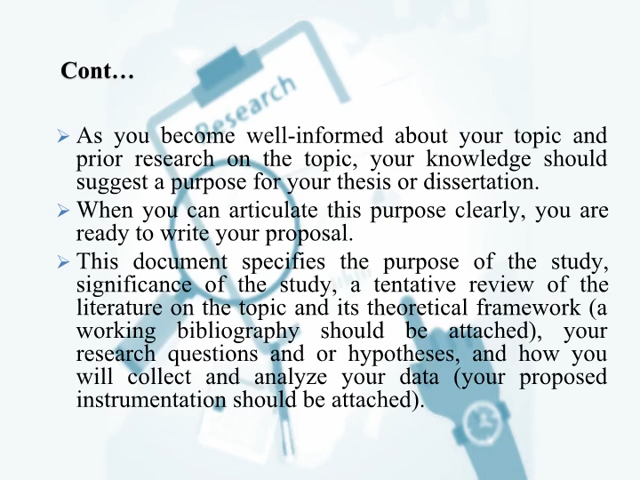 Cont…
Research
➢ As you become well-informed about your topic and
prior research on the topic, your knowledge should
suggest a purpose for your thesis or dissertation.
➢ When you can articulate this purpose clearly, you are
ready to write your proposal.
➢ This document specifies the purpose of the study,
significance of the study, a tentative review of the
literature on the topic and its theoretical framework (a
working bibliography should be attached), your
research questions and or hypotheses, and how you
will collect and analyze your data (your proposed
instrumentation should be attached).